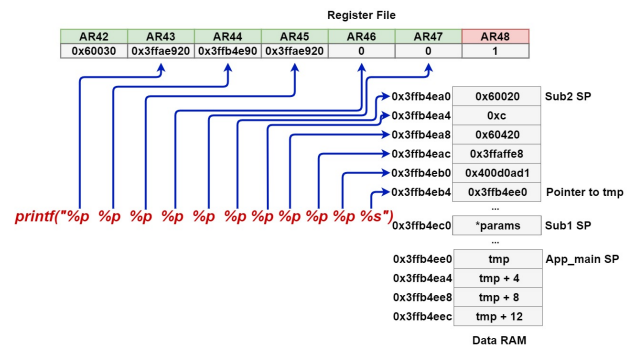 Register File
AR42 AR43 AR44 AR45 AR46 AR47 AR48
0x60030 0x3ffae920 0x3ffb4e90 0x3ffae920 0 0 1
0x3ffb4ea0 0x60020 Sub2 SP
0x3ffb4ea4 0xc
0x3ffb4ea8 0x60420
0x3ffb4eac 0x3ffaffe8
0x3ffb4eb0 0x400d0ad1
0x3ffb4eb4 0x3ffb4ee0 Pointer to tmp
...
printf("%p %p %p %p %p %p %p %p %p %p %s")
0x3ffb4ec0 *params Sub1 SP
...
0x3ffb4ee0 tmp App_main SP
0x3ffb4ea4 tmp + 4
0x3ffb4ee8 tmp + 8
0x3ffb4eec tmp + 12
Data RAM